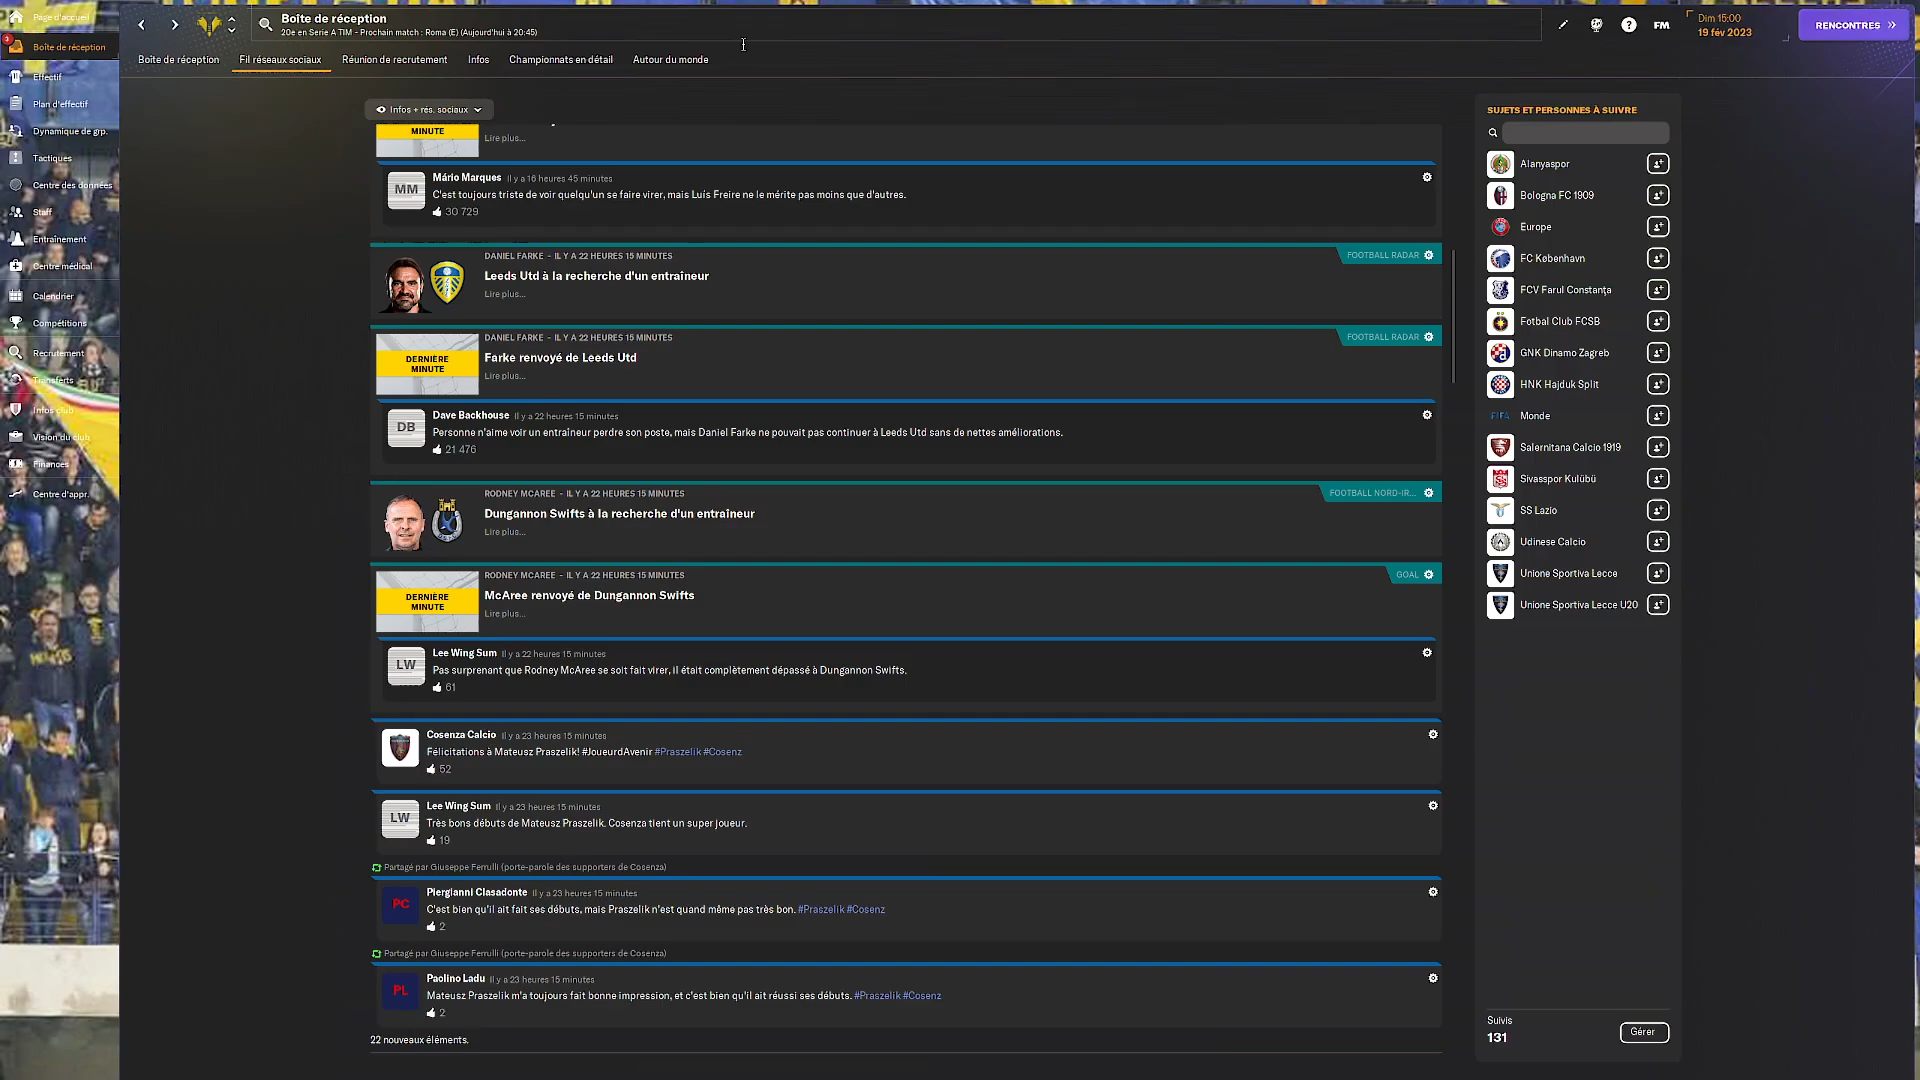 Page d'accueil
Boîte de réception
20e en Serie A TIM - Prochain match : Roma (E) (Aujourd'hui à 20:45)
FM
Dim 15:00
19 fév 2023
RENCONTRES
3
Boîte de réception
Boîte de réception
Fil réseaux sociaux
Réunion de recrutement
Infos
Championnats en détail
Autour du monde
Effectif
Plan d'effectif
Dynamique de grp.
Tactiques
Centre des données
Staff
Entraînement
Centre médical
Calendrier
Compétitions
Recrutement
Transferts
Infos club
Vision du club
Finances
Centre d'appr.
Infos + rés. sociaux
MINUTE
Lire plus...
MM
Mário Marques Il y a 16 heures 45 minutes
C'est toujours triste de voir quelqu'un se faire virer, mais Luís Freire ne le mérite pas moins que d'autres.
30 729
DANIEL FARKE - IL Y A 22 HEURES 15 MINUTES
FOOTBALL RADAR
Leeds Utd à la recherche d'un entraîneur
Lire plus...
DANIEL FARKE - IL Y A 22 HEURES 15 MINUTES
FOOTBALL RADAR
DERNIÈRE
MINUTE
Farke renvoyé de Leeds Utd
Lire plus...
DB
Dave Backhouse Il y a 22 heures 15 minutes
Personne n'aime voir un entraîneur perdre son poste, mais Daniel Farke ne pouvait pas continuer à Leeds Utd sans de nettes améliorations.
21 476
RODNEY MCAREE - IL Y A 22 HEURES 15 MINUTES
FOOTBALL NORD-IR...
Dungannon Swifts à la recherche d'un entraîneur
Lire plus...
RODNEY MCAREE - IL Y A 22 HEURES 15 MINUTES
GOAL
DERNIÈRE
MINUTE
McAree renvoyé de Dungannon Swifts
Lire plus...
LW
Lee Wing Sum Il y a 22 heures 15 minutes
Pas surprenant que Rodney McAree se soit fait virer, il était complètement dépassé à Dungannon Swifts.
61
Cosenza Calcio Il y a 23 heures 15 minutes
Félicitations à Mateusz Praszelik! #JoueurdAvenir #Praszelik #Cosenz
52
LW
Lee Wing Sum Il y a 23 heures 15 minutes
Très bons débuts de Mateusz Praszelik. Cosenza tient un super joueur.
19
Partagé par Giuseppe Ferrulli (porte-parole des supporters de Cosenza)
PC
Piergianni Clasadonte Il y a 23 heures 15 minutes
C'est bien qu'il ait fait ses débuts, mais Praszelik n'est quand même pas très bon. #Praszelik #Cosenz
2
Partagé par Giuseppe Ferrulli (porte-parole des supporters de Cosenza)
PL
Paolino Ladu Il y a 23 heures 15 minutes
Mateusz Praszelik m'a toujours fait bonne impression, et c'est bien qu'il ait réussi ses débuts. #Praszelik #Cosenz
2
22 nouveaux éléments.
SUJETS ET PERSONNES À SUIVRE
Alanyaspor
Bologna FC 1909
Europe
FC København
FCV Farul Constanța
Fotbal Club FCSB
GNK Dinamo Zagreb
HNK Hajduk Split
FIFA
Monde
Salernitana Calcio 1919
Sivasspor Kulübü
SS Lazio
Udinese Calcio
Unione Sportiva Lecce
Unione Sportiva Lecce U20
Suivis
131
Gérer